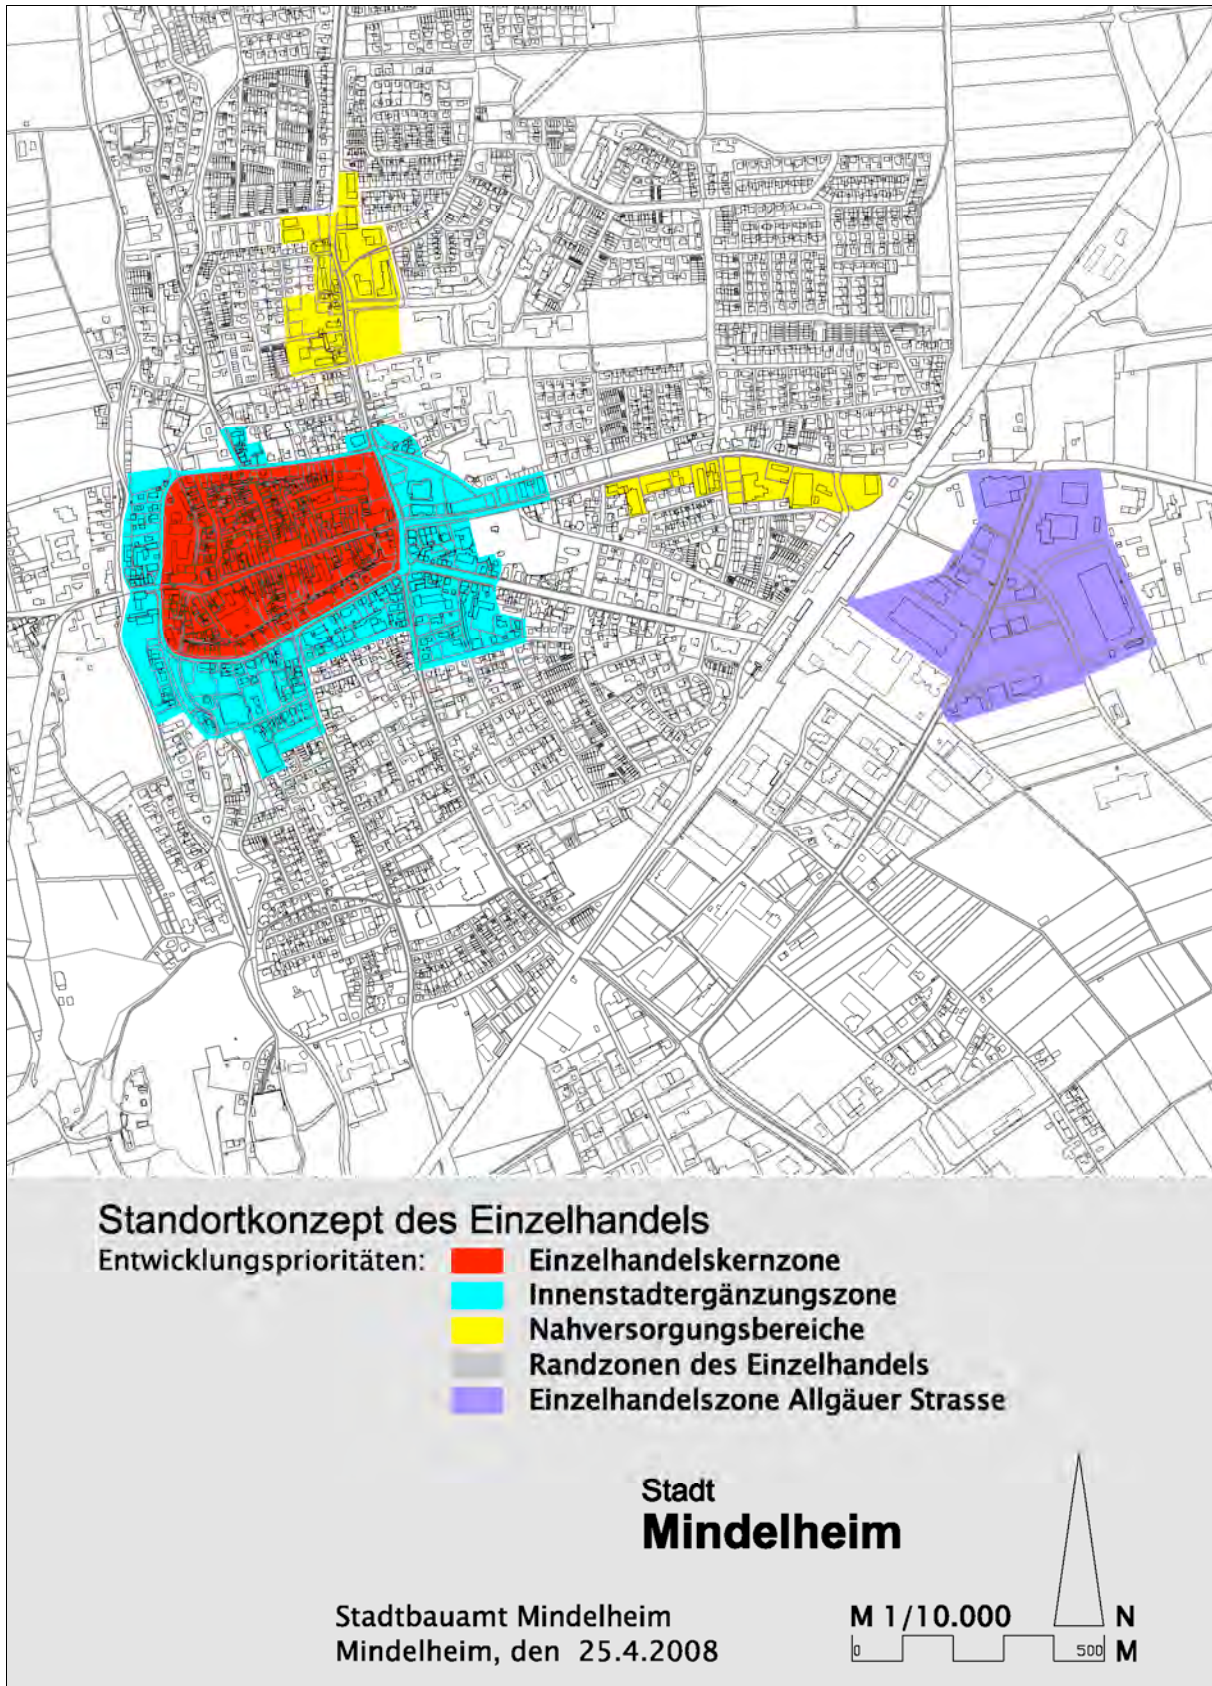 Standortkonzept des Einzelhandels
Entwicklungsprioritäten:
Einzelhandelskernzone
Innenstadtergänzungszone
Nahversorgungsbereiche
Randzonen des Einzelhandels
Einzelhandelszone Allgäuer Strasse
Stadt
Mindelheim
Stadtbauamt Mindelheim
Mindelheim, den 25.4.2008
M 1/10.000 N
0 500 M